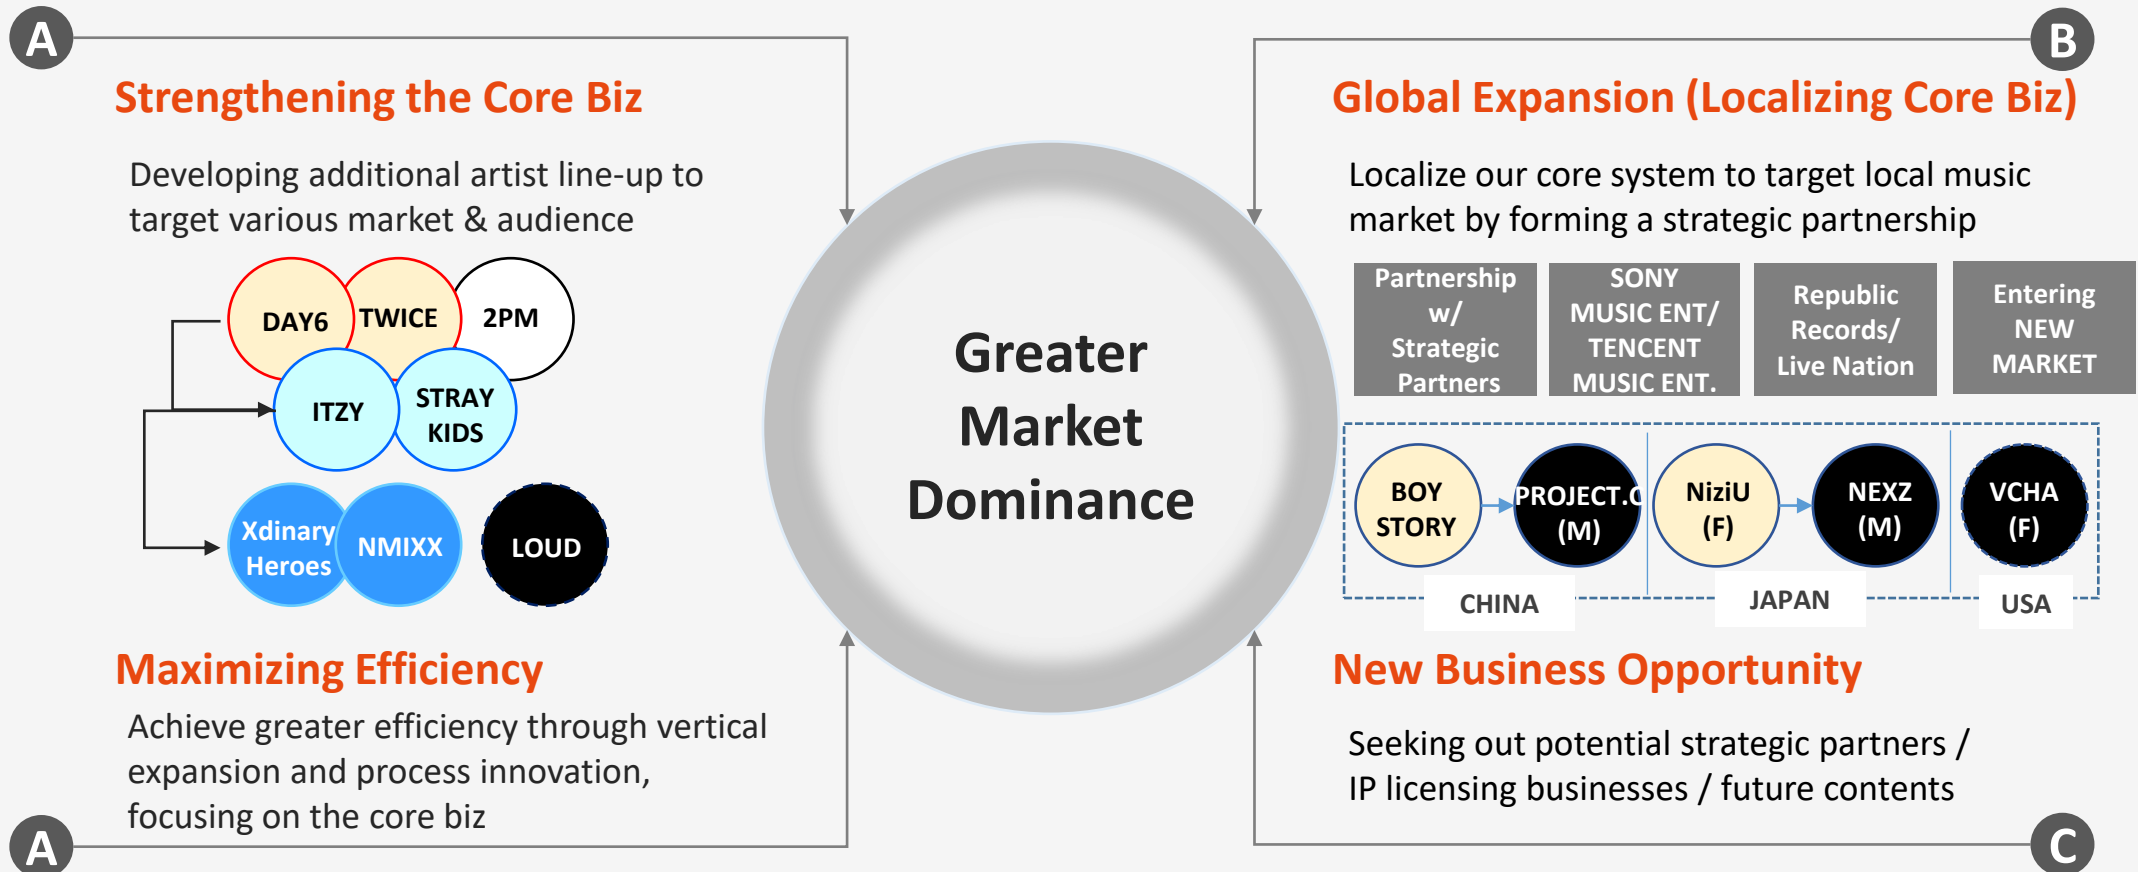 A
Strengthening the Core Biz
Developing additional artist line-up to
target various market & audience
DAY6
TWICE
2PM
ITZY
STRAY
KIDS
Xdinary
Heroes
NMIXX
LOUD
A
Maximizing Efficiency
Achieve greater efficiency through vertical
expansion and process innovation,
focusing on the core biz
Greater
Market
Dominance
B
Global Expansion (Localizing Core Biz)
Localize our core system to target local music
market by forming a strategic partnership
Partnership
w/
Strategic
Partners
SONY
MUSIC ENT/
TENCENT
MUSIC ENT.
Republic
Records/
Live Nation
Entering
NEW
MARKET
BOY
STORY
PROJECT.C
(M)
NiziU
(F)
NEXZ
(M)
VCHA
(F)
CHINA
JAPAN
USA
New Business Opportunity
Seeking out potential strategic partners /
IP licensing businesses / future contents
C